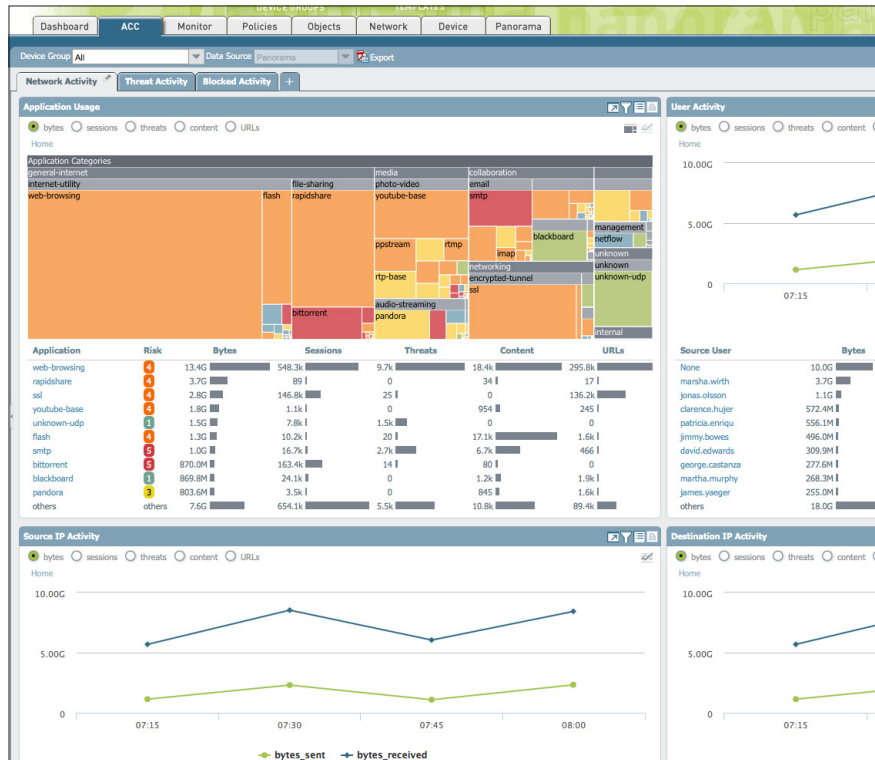 DEVICE GROUPS TEMPLATES
Dashboard ACC Monitor Policies Objects Network Device Panorama
Device Group All Data Source Panorama Export
Network Activity Threat Activity Blocked Activity +
Application Usage
bytes sessions threats content URLs
Home
Application Categories
general-internet media collaboration
internet-utility file-sharing photo-video email
web-browsing flash rapidshare youtube-base smtp
management
ppstream rtmp blackboard netflow
imap unknown
networking unknown
rtp-base encrypted-tunnel unknown-udp
ssl
audio-streaming
bittorrent pandora
internal
Application Risk Bytes Sessions Threats Content URLs
web-browsing 4 13.4G 548.3k 9.7k 18.4k 295.8k
rapidshare 4 3.7G 89 0 34 17
ssl 4 2.8G 146.8k 25 0 136.2k
youtube-base 4 1.8G 1.1k 0 954 245
unknown-udp 1 1.5G 7.8k 1.5k 0 0
flash 4 1.3G 10.2k 20 17.1k 1.6k
smtp 5 1.0G 16.7k 2.7k 6.7k 466
bittorrent 5 870.0M 163.4k 14 80 0
blackboard 1 869.8M 24.1k 0 1.2k 1.9k
pandora 3 803.6M 3.5k 0 845 1.6k
others others 7.6G 654.1k 5.5k 10.8k 89.4k
User Activity
bytes sessions threats content
Home
10.00G
5.00G
0
07:15
Source User Bytes
None 10.0G
marsha.wirth 3.7G
jonas.olsson 1.1G
clarence.hujer 572.4M
patricia.enriqu 556.1M
jimmy.bowes 496.0M
david.edwards 309.9M
george.castanza 277.6M
martha.murphy 268.3M
james.yaeger 255.0M
others 18.0G
Source IP Activity
bytes sessions threats content URLs
Home
10.00G
5.00G
0
07:15 07:30 07:45 08:00
bytes_sent bytes_received
Destination IP Activity
bytes sessions threats content
Home
10.00G
5.00G
0
07:15